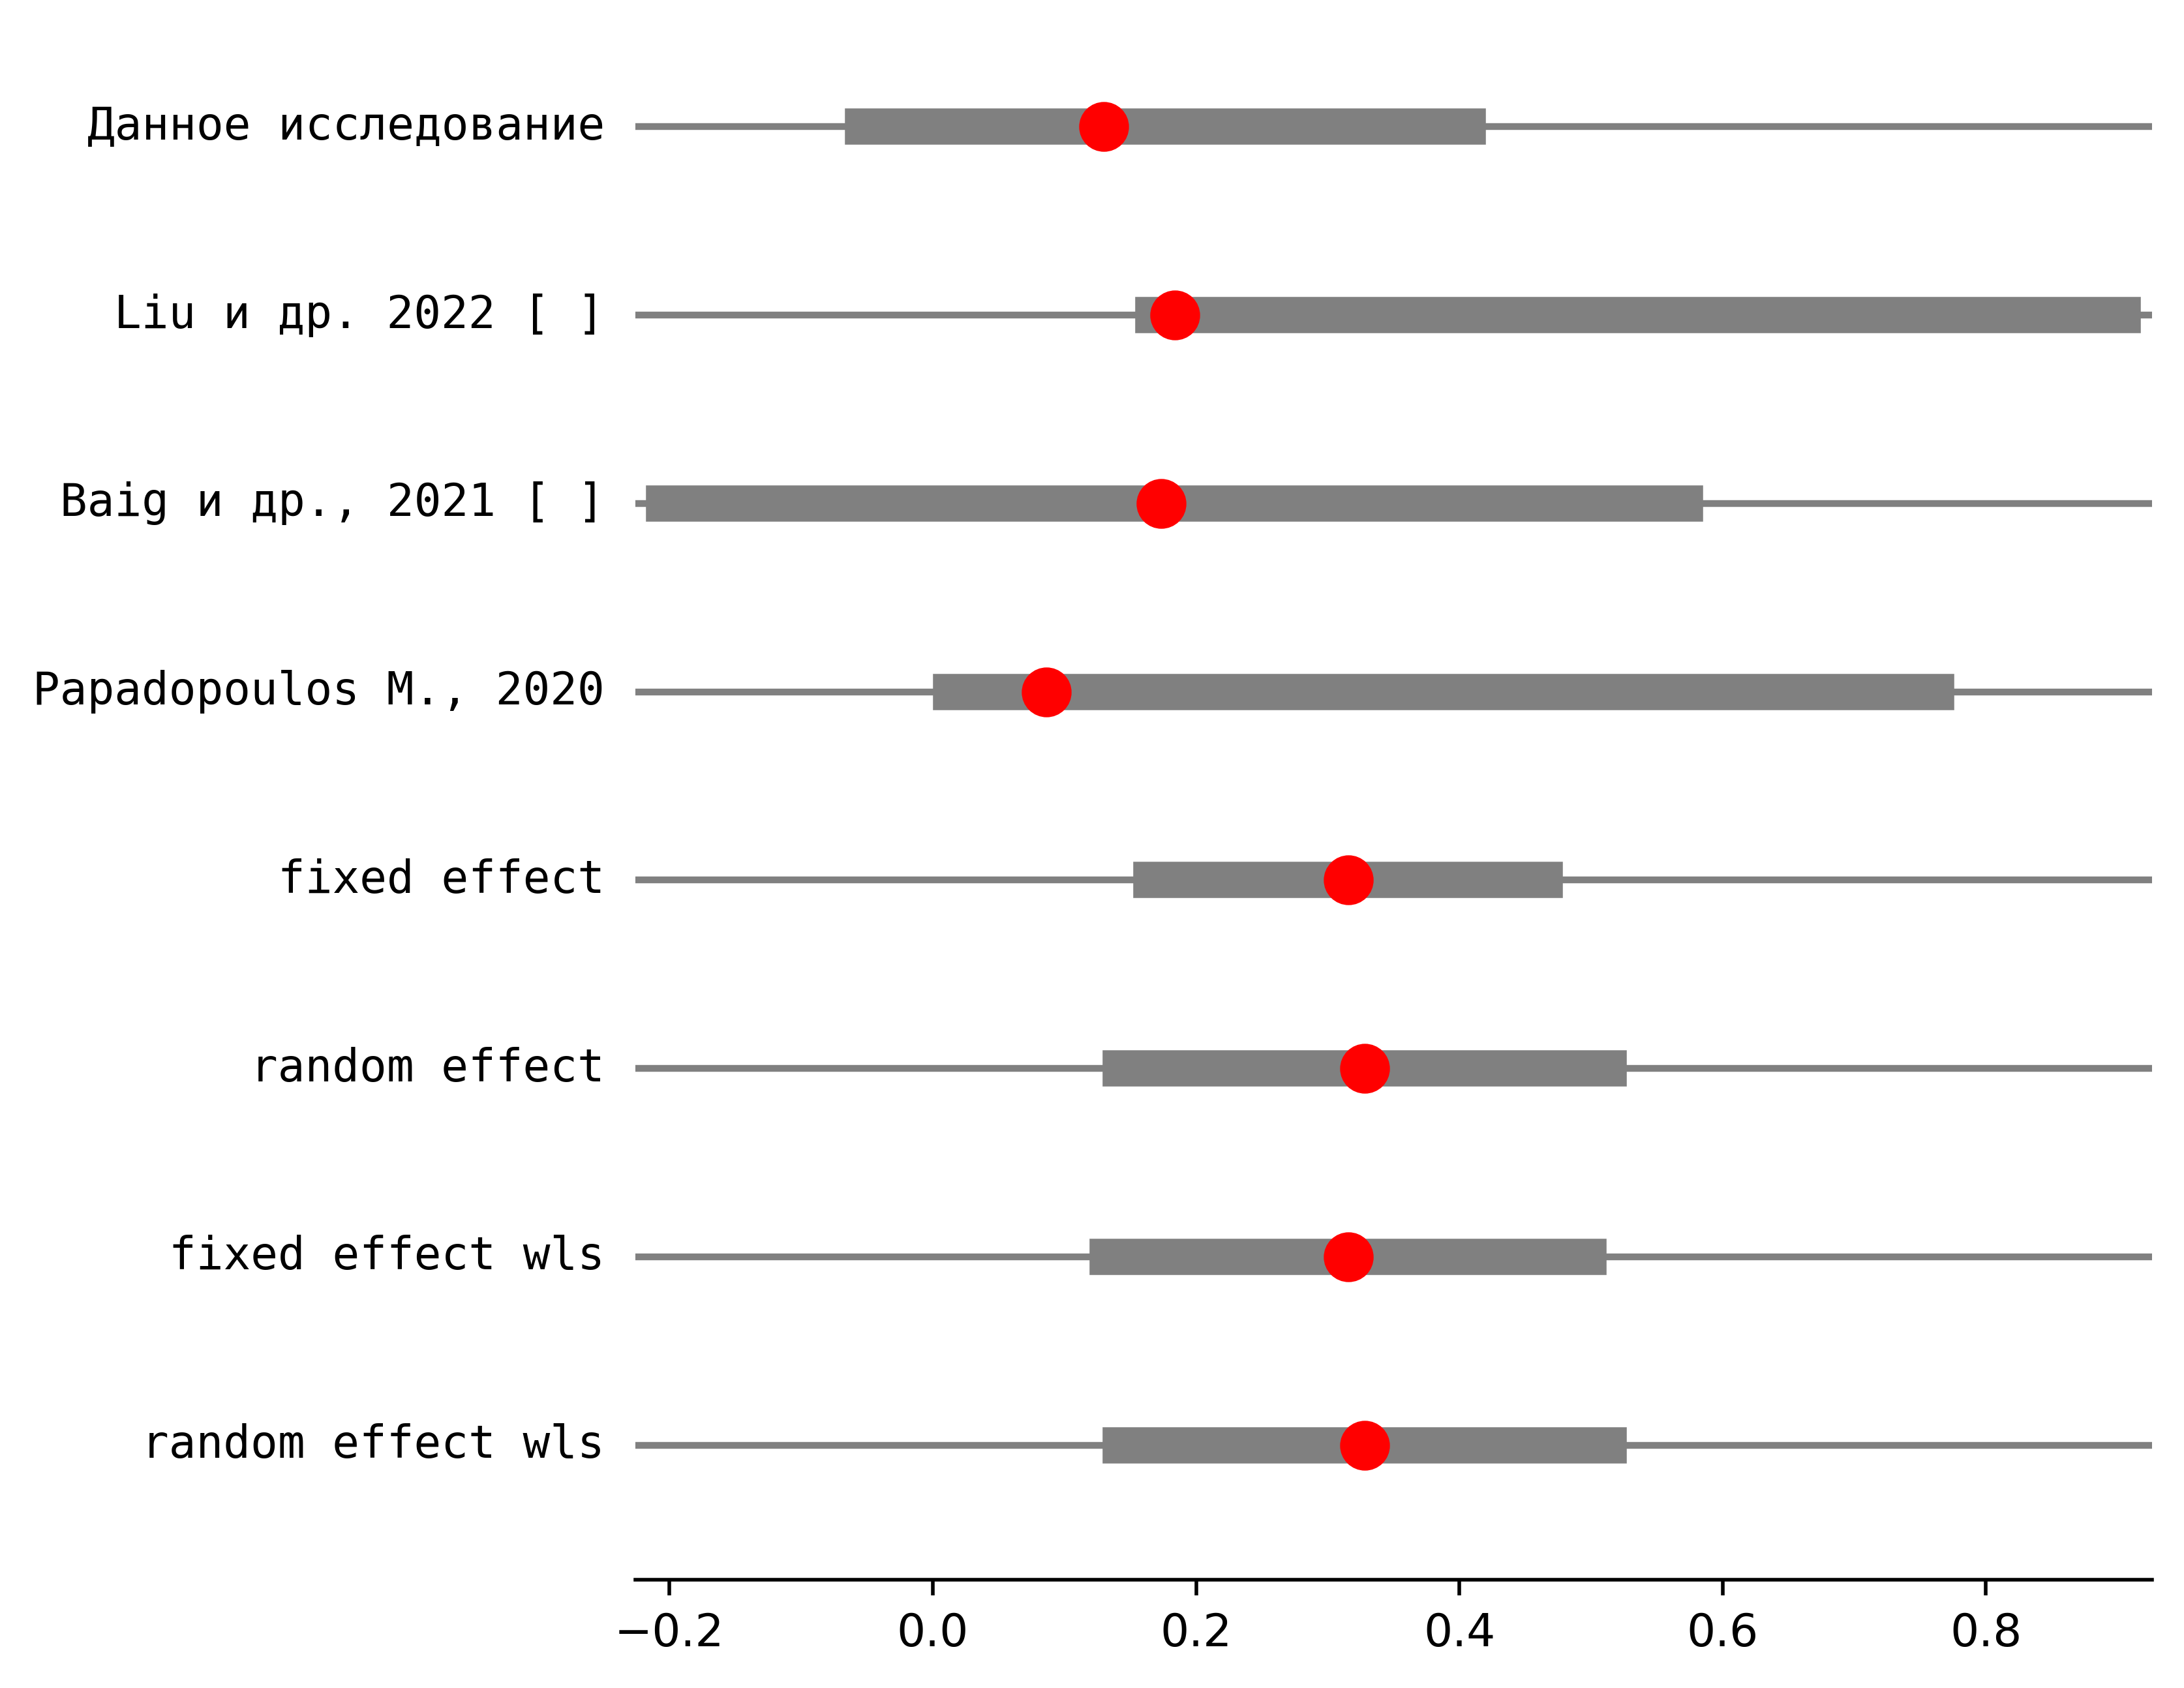 Данное исследование
Liu и др. 2022 [ ]
Baig и др., 2021 [ ]
Papadopoulos M., 2020
fixed effect
random effect
fixed effect wls
random effect wls
−0.2 0.0 0.2 0.4 0.6 0.8